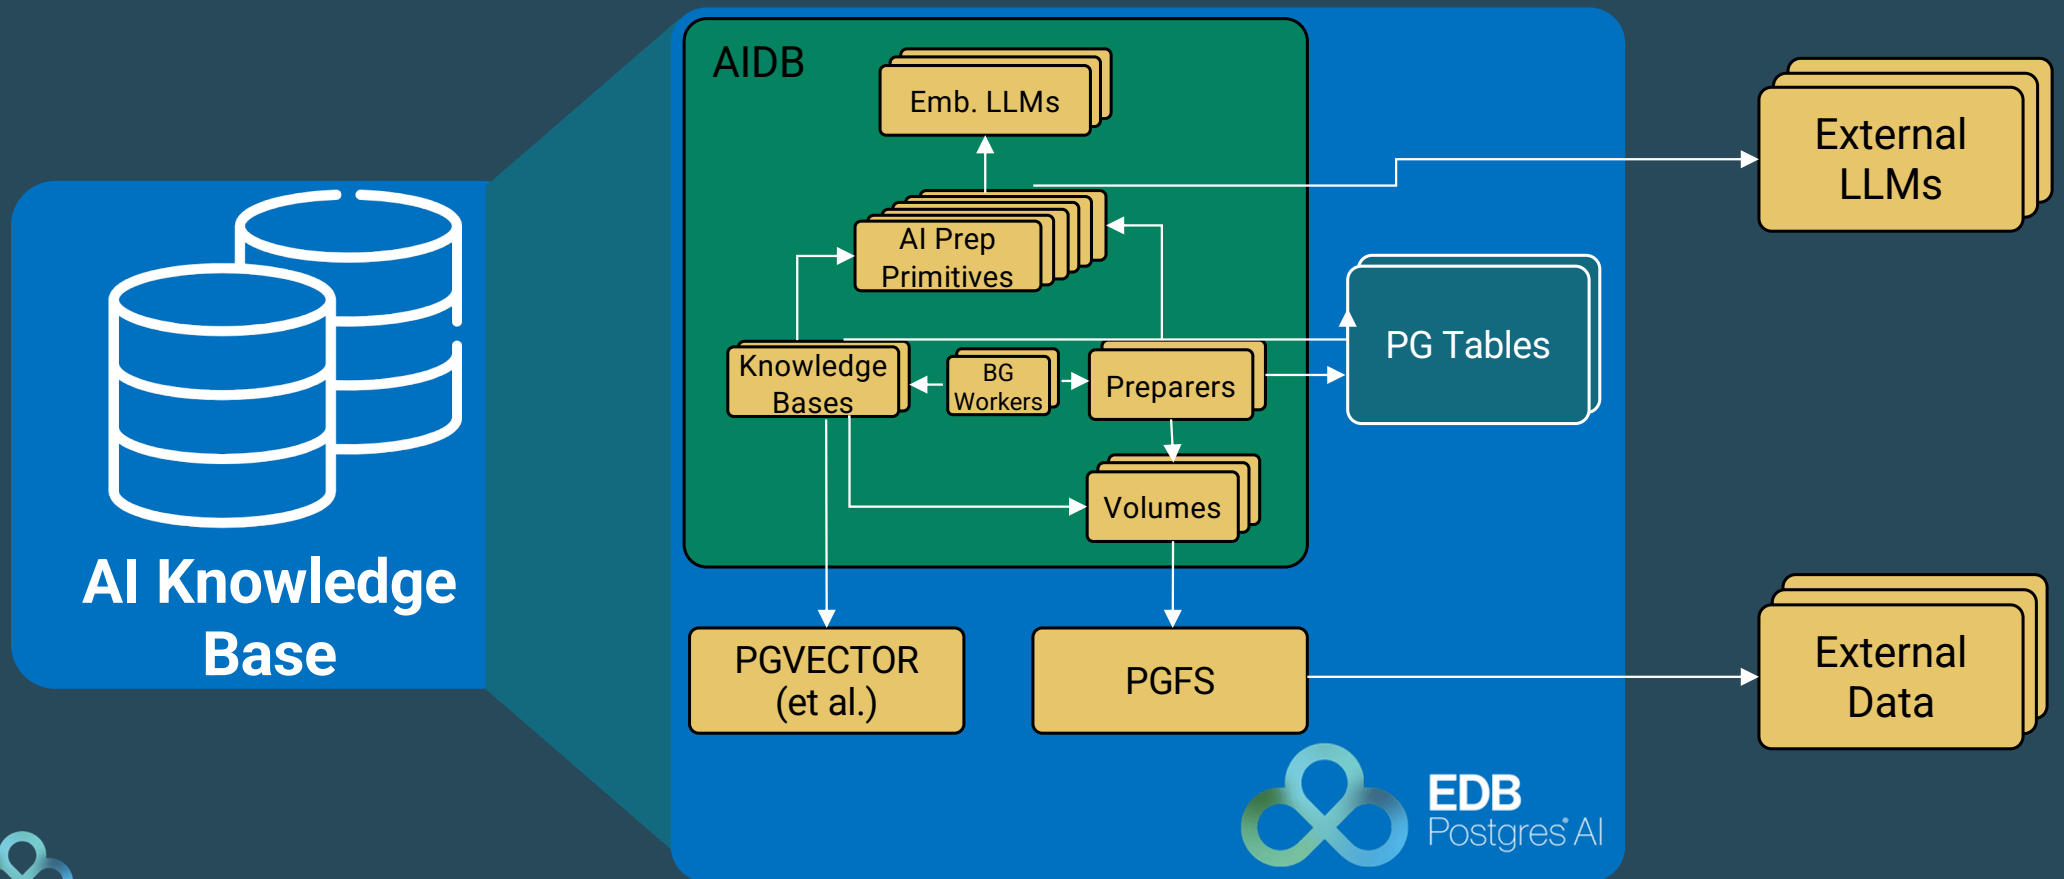 AIDB
Emb. LLMs
External
LLMs
AI Prep
Primitives
PG Tables
Knowledge
Bases
BG
Workers
Preparers
Volumes
AI Knowledge
Base
PGVECTOR
(et al.)
PGFS
External
Data
EDB
Postgres® AI